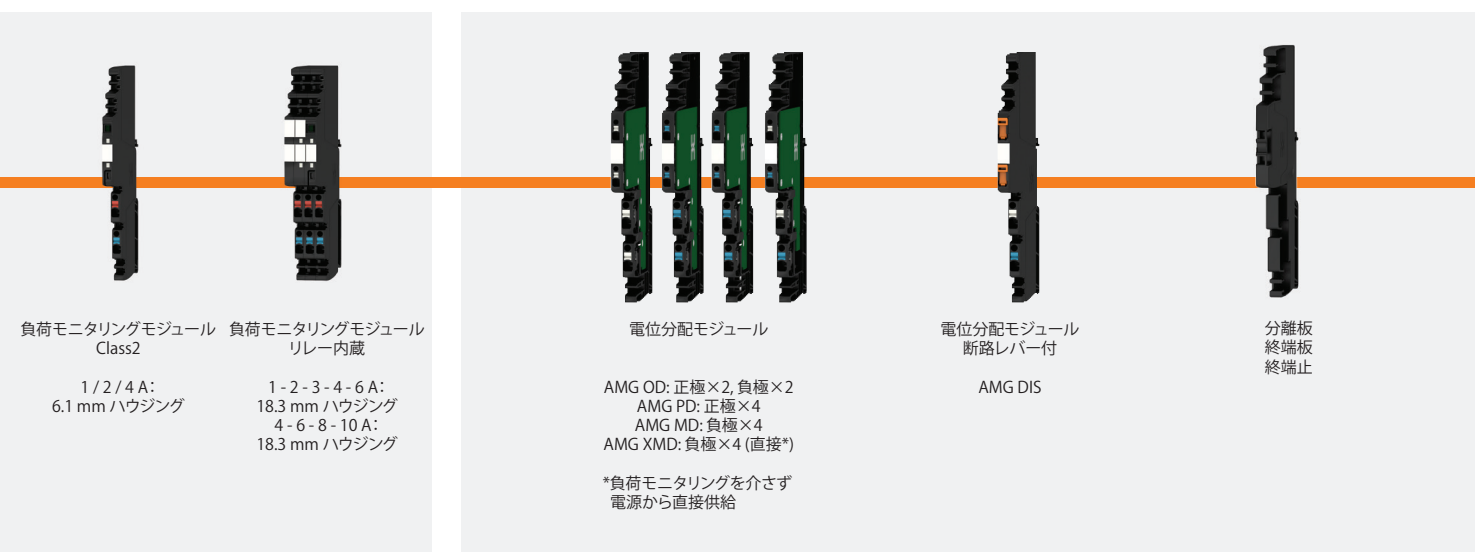 負荷モニタリングモジュール
Class2
1 / 2 / 4 A：
6.1 mm ハウジング
負荷モニタリングモジュール
リレー内蔵
1 - 2 - 3 - 4 - 6 A：
18.3 mm ハウジング
4 - 6 - 8 - 10 A：
18.3 mm ハウジング
電位分配モジュール
AMG OD: 正極×2, 負極×2
AMG PD: 正極×4
AMG MD: 負極×4
AMG XMD: 負極×4 (直接*)
*負荷モニタリングを介さず
電源から直接供給
電位分配モジュール
断路レバー付
AMG DIS
分離板
終端板
終端止